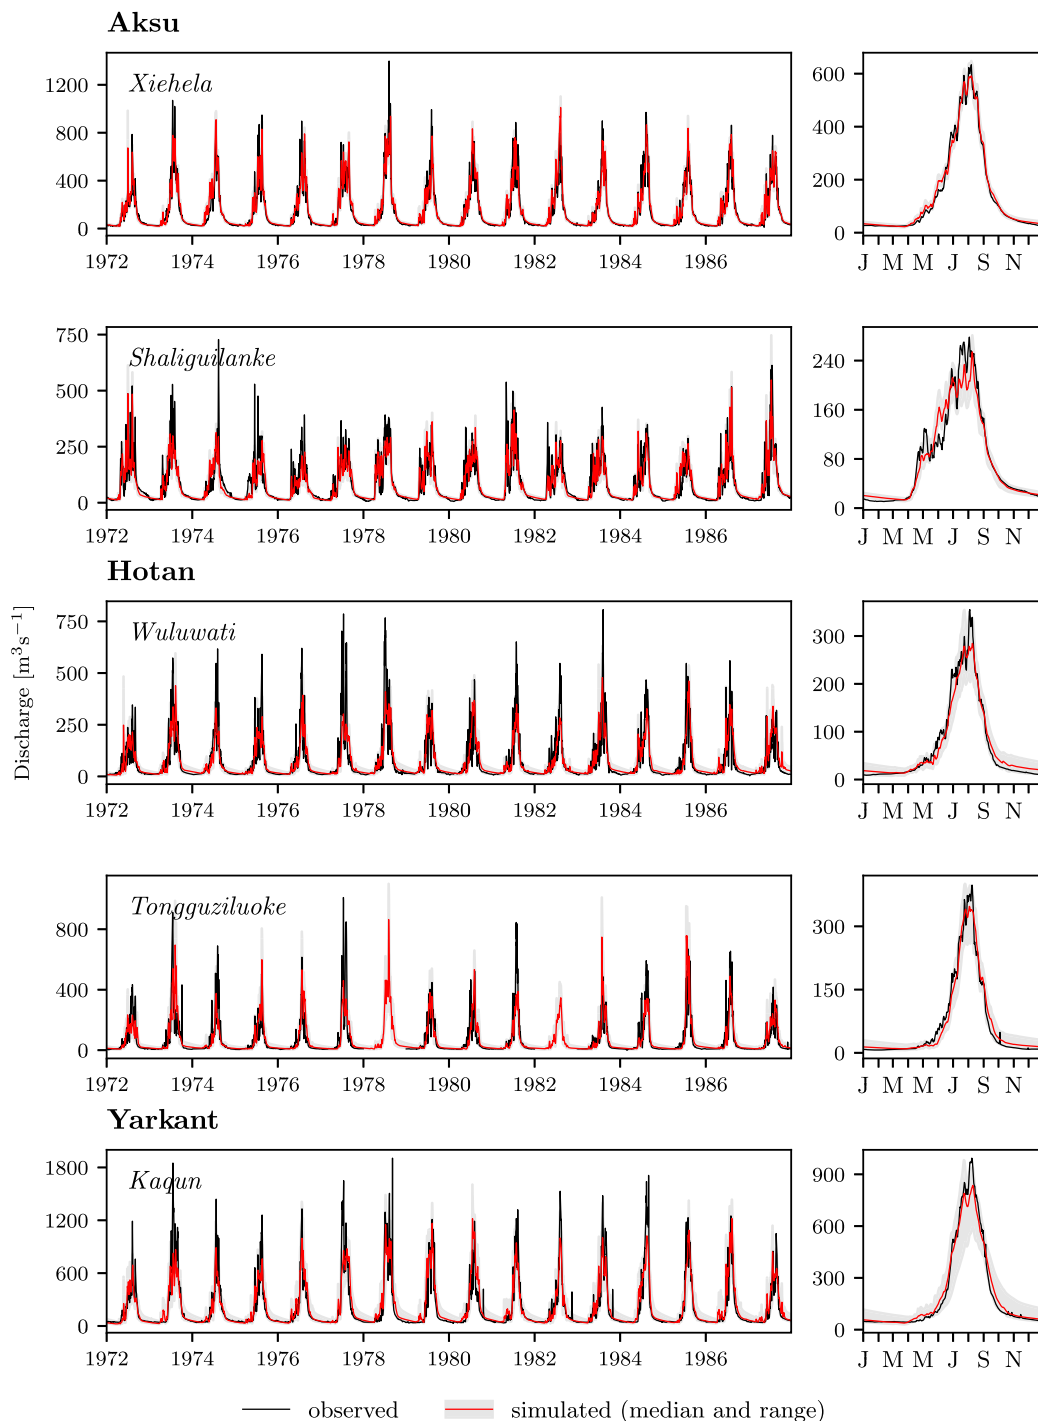 Aksu
Xiehela
1200
800
400
0
1972 1974 1976 1978 1980 1982 1984 1986
600
400
200
0
J M M J S N
Shaliguilanke
750
500
250
0
1972 1974 1976 1978 1980 1982 1984 1986
240
160
80
0
J M M J S N
Hotan
Discharge [m³s⁻¹]
Wuluwati
750
500
250
0
1972 1974 1976 1978 1980 1982 1984 1986
300
200
100
0
J M M J S N
Tongguziluoke
800
400
0
1972 1974 1976 1978 1980 1982 1984 1986
300
150
0
J M M J S N
Yarkant
Kaqun
1800
1200
600
0
1972 1974 1976 1978 1980 1982 1984 1986
900
600
300
0
J M M J S N
observed simulated (median and range)